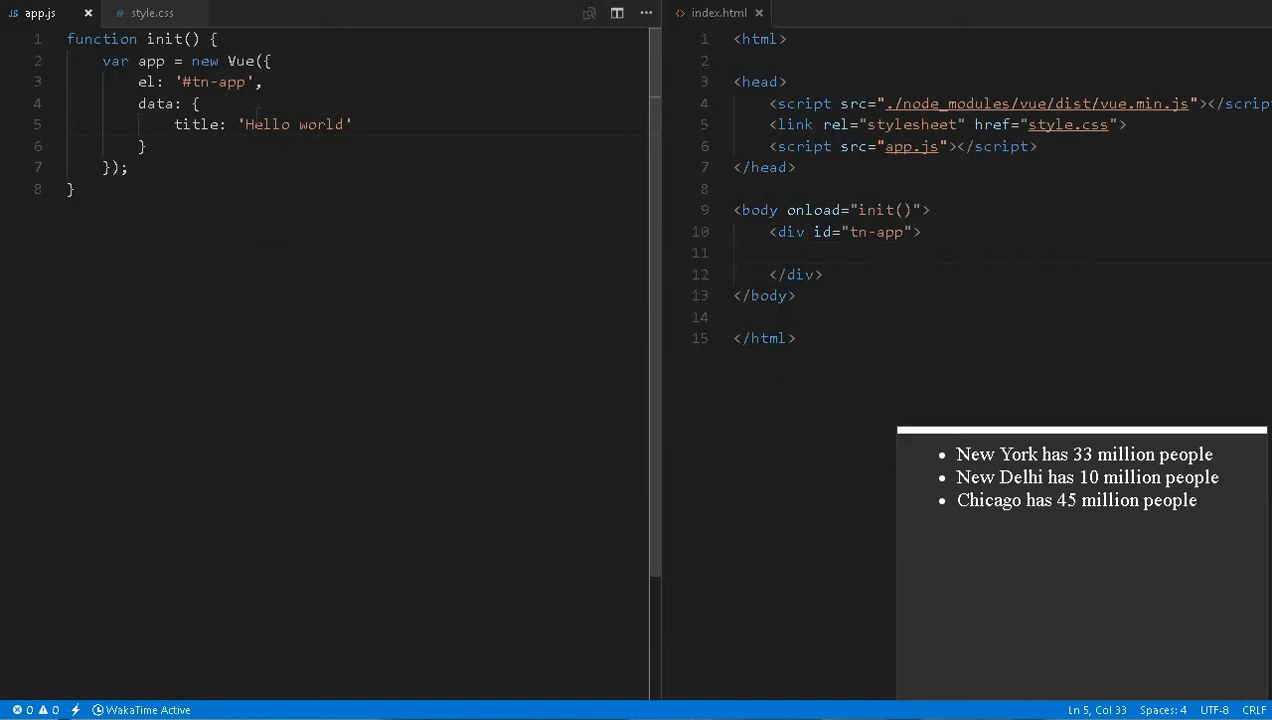 JS app.js × # style.css
1 function init() {
2 var app = new Vue({
3 el: '#tn-app',
4 data: {
5 title: 'Hello world'
6 }
7 });
8 }
<> index.html ×
1 <html>
2
3 <head>
4 <script src="./node_modules/vue/dist/vue.min.js"></scrip
5 <link rel="stylesheet" href="style.css">
6 <script src="app.js"></script>
7 </head>
8
9 <body onload="init()">
10 <div id="tn-app">
11
12 </div>
13 </body>
14
15 </html>
• New York has 33 million people
• New Delhi has 10 million people
• Chicago has 45 million people
0 0 WakaTime Active Ln 5, Col 33 Spaces: 4 UTF-8 CRLF